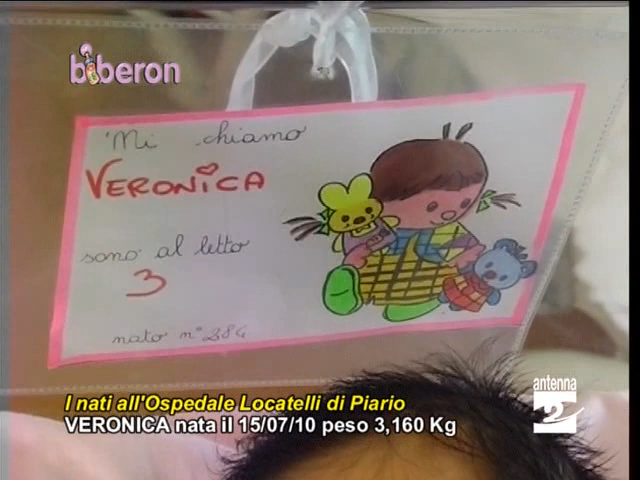 biberon
Mi chiamo
VERONICA
sono al letto
3
nato n° 284
I nati all'Ospedale Locatelli di Piario
VERONICA nata il 15/07/10 peso 3,160 Kg
antenna
2